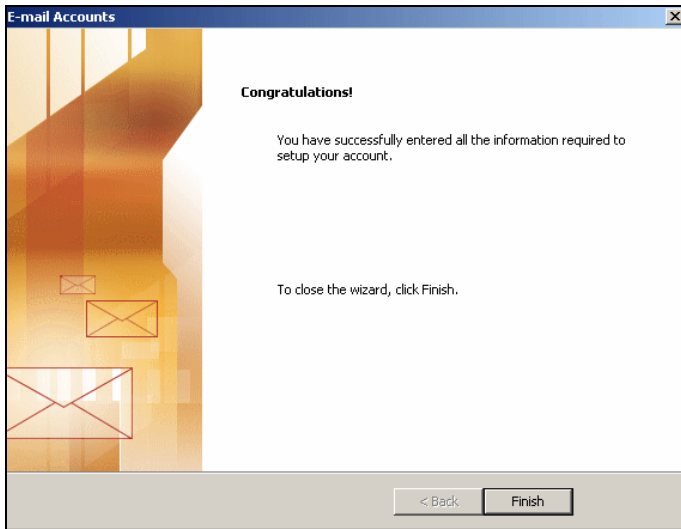 E-mail Accounts
Congratulations!
You have successfully entered all the information required to
setup your account.
To close the wizard, click Finish.
< Back
Finish